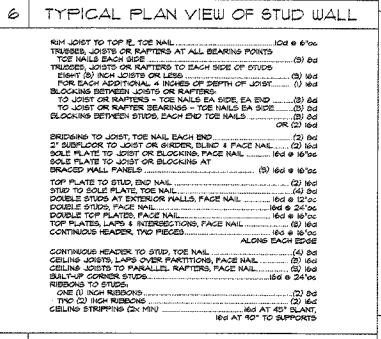 6 TYPICAL PLAN VIEW OF STUD WALL
RIM JOIST TO TOP PL, TOE NAIL 10d @ 6"oc
TRUSSES, JOISTS OR RAFTERS AT ALL BEARING POINTS
TOE NAILS EACH SIDE (3) 8d
TRUSSES, JOISTS OR RAFTERS TO EACH SIDE OF STUDS
EIGHT (8) INCH JOISTS OR LESS (3) 16d
FOR EACH ADDITIONAL 4 INCHES OF DEPTH OF JOIST (1) 16d
BLOCKING BETWEEN JOISTS OR RAFTERS:
TO JOIST OR RAFTERS - TOE NAILS EA SIDE, EA END (3) 8d
TO JOIST OR RAFTER BEARINGS - TOE NAILS EA SIDE (3) 8d
BLOCKING BETWEEN STUDS, EACH END TOE NAILS (3) 8d
OR (2) 16d
BRIDGING TO JOIST, TOE NAIL EACH END (2) 8d
2" SUBFLOOR TO JOIST OR GIRDER, BLIND & FACE NAIL (2) 16d
SOLE PLATE TO JOIST OR BLOCKING, FACE NAIL 16d @ 16"oc
SOLE PLATE TO JOIST OR BLOCKING AT
BRACED WALL PANELS (3) 16d @ 16"oc
TOP PLATE TO STUD, END NAIL (2) 16d
STUD TO SOLE PLATE, TOE NAIL (4) 8d
DOUBLE STUDS AT EXTERIOR WALLS, FACE NAIL 16d @ 12"oc
DOUBLE STUDS, FACE NAIL 16d @ 24"oc
DOUBLE TOP PLATES, FACE NAIL 16d @ 16"oc
TOP PLATES, LAPS & INTERSECTIONS, FACE NAIL (8) 16d
CONTINUOUS HEADER, TWO PIECES 16d @ 16"oc
ALONG EACH EDGE
CONTINUOUS HEADER TO STUD, TOE NAIL (4) 8d
CEILING JOISTS, LAPS OVER PARTITIONS, FACE NAIL (3) 16d
CEILING JOISTS TO PARALLEL RAFTERS, FACE NAIL (3) 16d
BUILT-UP CORNER STUDS 16d @ 24"oc
RIBBONS TO STUDS:
ONE (1) INCH RIBBONS (2) 8d
TWO (2) INCH RIBBONS (2) 16d
CEILING STRIPPING (2x MIN) 16d AT 45° SLANT,
16d AT 90° TO SUPPORTS